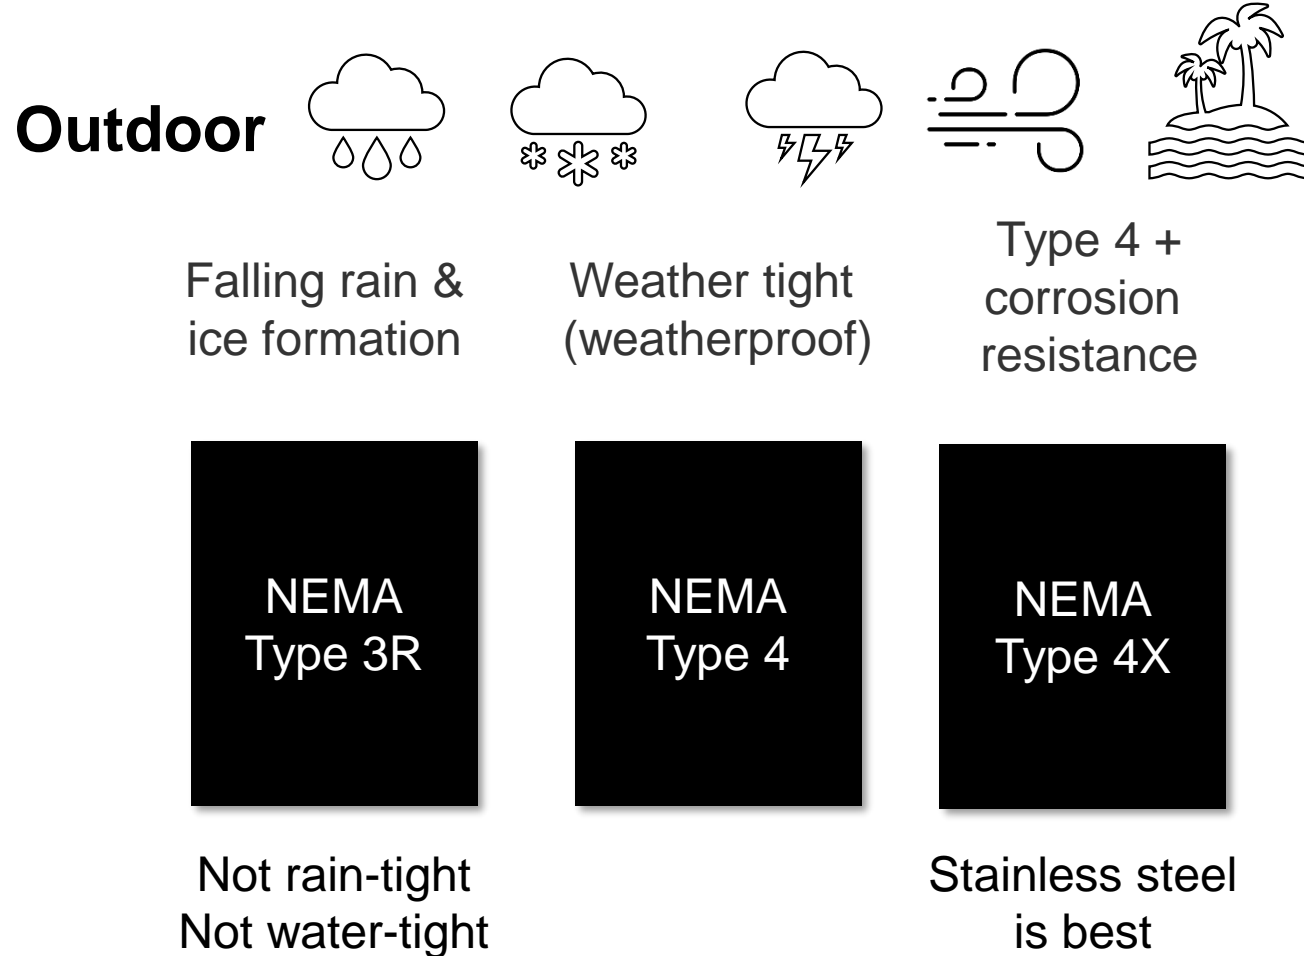 Outdoor
Falling rain &
ice formation
Weather tight
(weatherproof)
Type 4 +
corrosion
resistance
NEMA
Type 3R
NEMA
Type 4
NEMA
Type 4X
Not rain-tight
Not water-tight
Stainless steel
is best